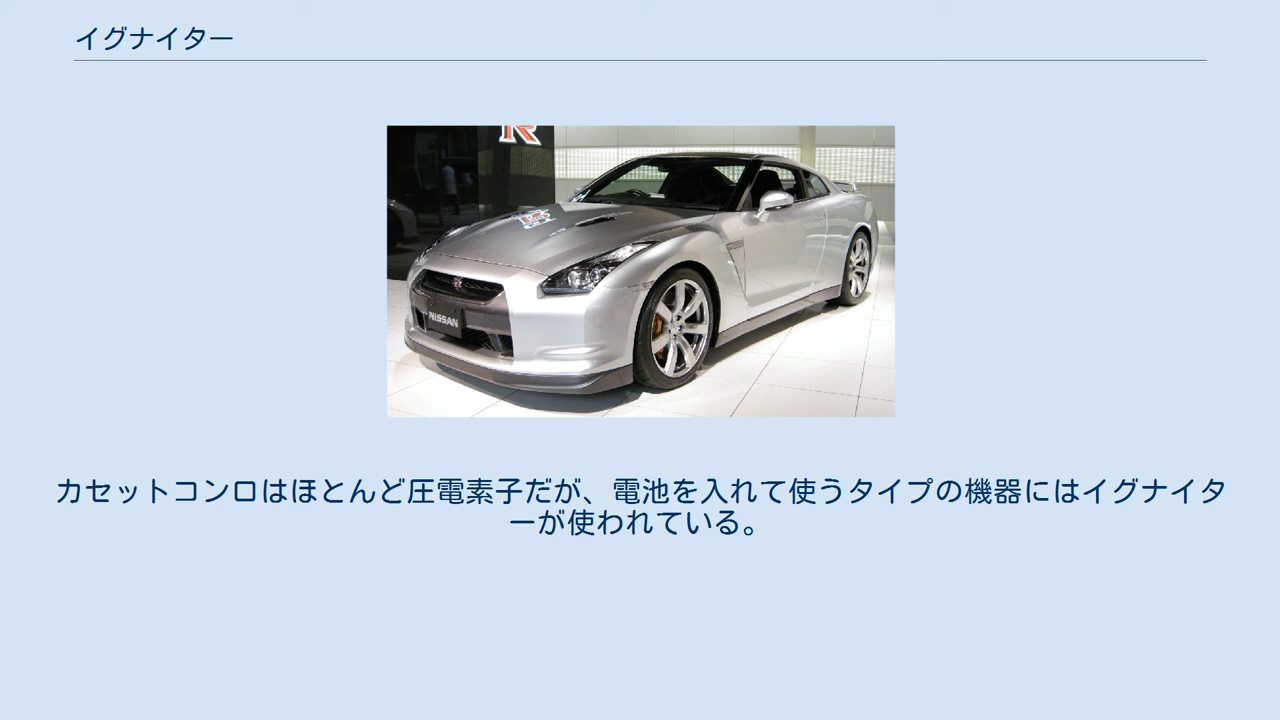 イグナイター
R
NISSAN
カセットコンロはほとんど圧電素子だが、電池を入れて使うタイプの機器にはイグナイタ
ーが使われている。